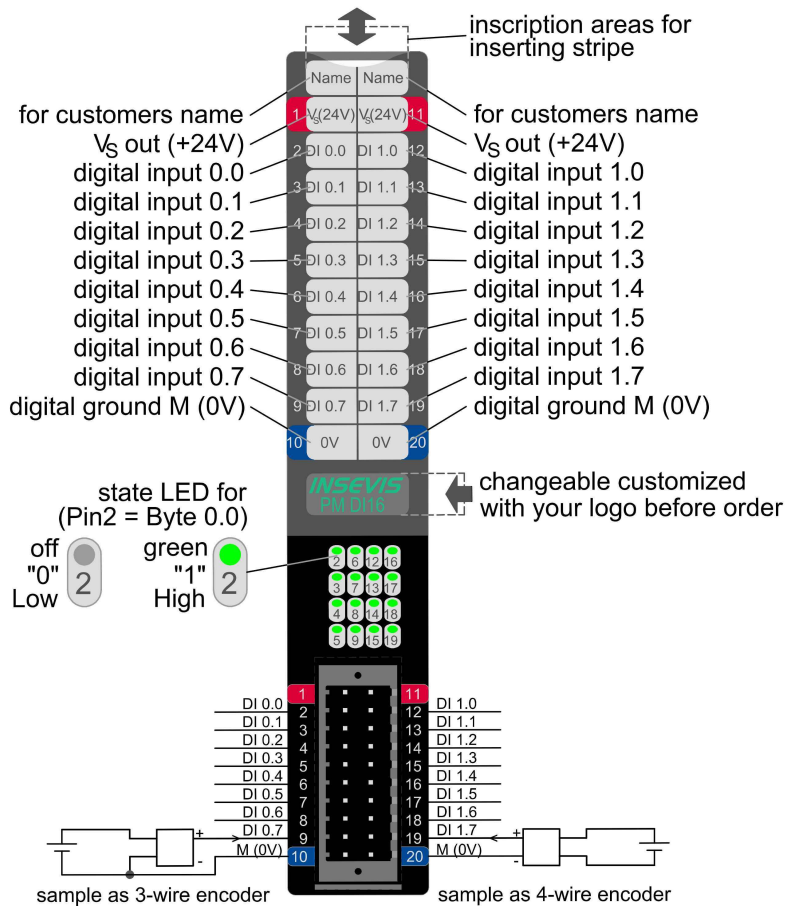 inscription areas for
inserting stripe
Name Name
for customers name
for customers name
1 VS(24V) VS(24V) 11
VS out (+24V)
VS out (+24V)
2 DI 0.0 DI 1.0 12
digital input 0.0
digital input 1.0
3 DI 0.1 DI 1.1 13
digital input 0.1
digital input 1.1
4 DI 0.2 DI 1.2 14
digital input 0.2
digital input 1.2
5 DI 0.3 DI 1.3 15
digital input 0.3
digital input 1.3
6 DI 0.4 DI 1.4 16
digital input 0.4
digital input 1.4
7 DI 0.5 DI 1.5 17
digital input 0.5
digital input 1.5
8 DI 0.6 DI 1.6 18
digital input 0.6
digital input 1.6
9 DI 0.7 DI 1.7 19
digital input 0.7
digital input 1.7
10 0V 0V 20
digital ground M (0V)
digital ground M (0V)
INSEVIS
PM DI16
changeable customized
with your logo before order
state LED for
(Pin2 = Byte 0.0)
off
"0"
Low
2
green
"1"
High
2
2 6 12 16
3 7 13 17
4 8 14 18
5 9 15 19
1 11
DI 0.0 2 12 DI 1.0
DI 0.1 3 13 DI 1.1
DI 0.2 4 14 DI 1.2
DI 0.3 5 15 DI 1.3
DI 0.4 6 16 DI 1.4
DI 0.5 7 17 DI 1.5
DI 0.6 8 18 DI 1.6
+ DI 0.7 9 19 DI 1.7 +
- M (0V) 10 20 M (0V) -
sample as 3-wire encoder
sample as 4-wire encoder